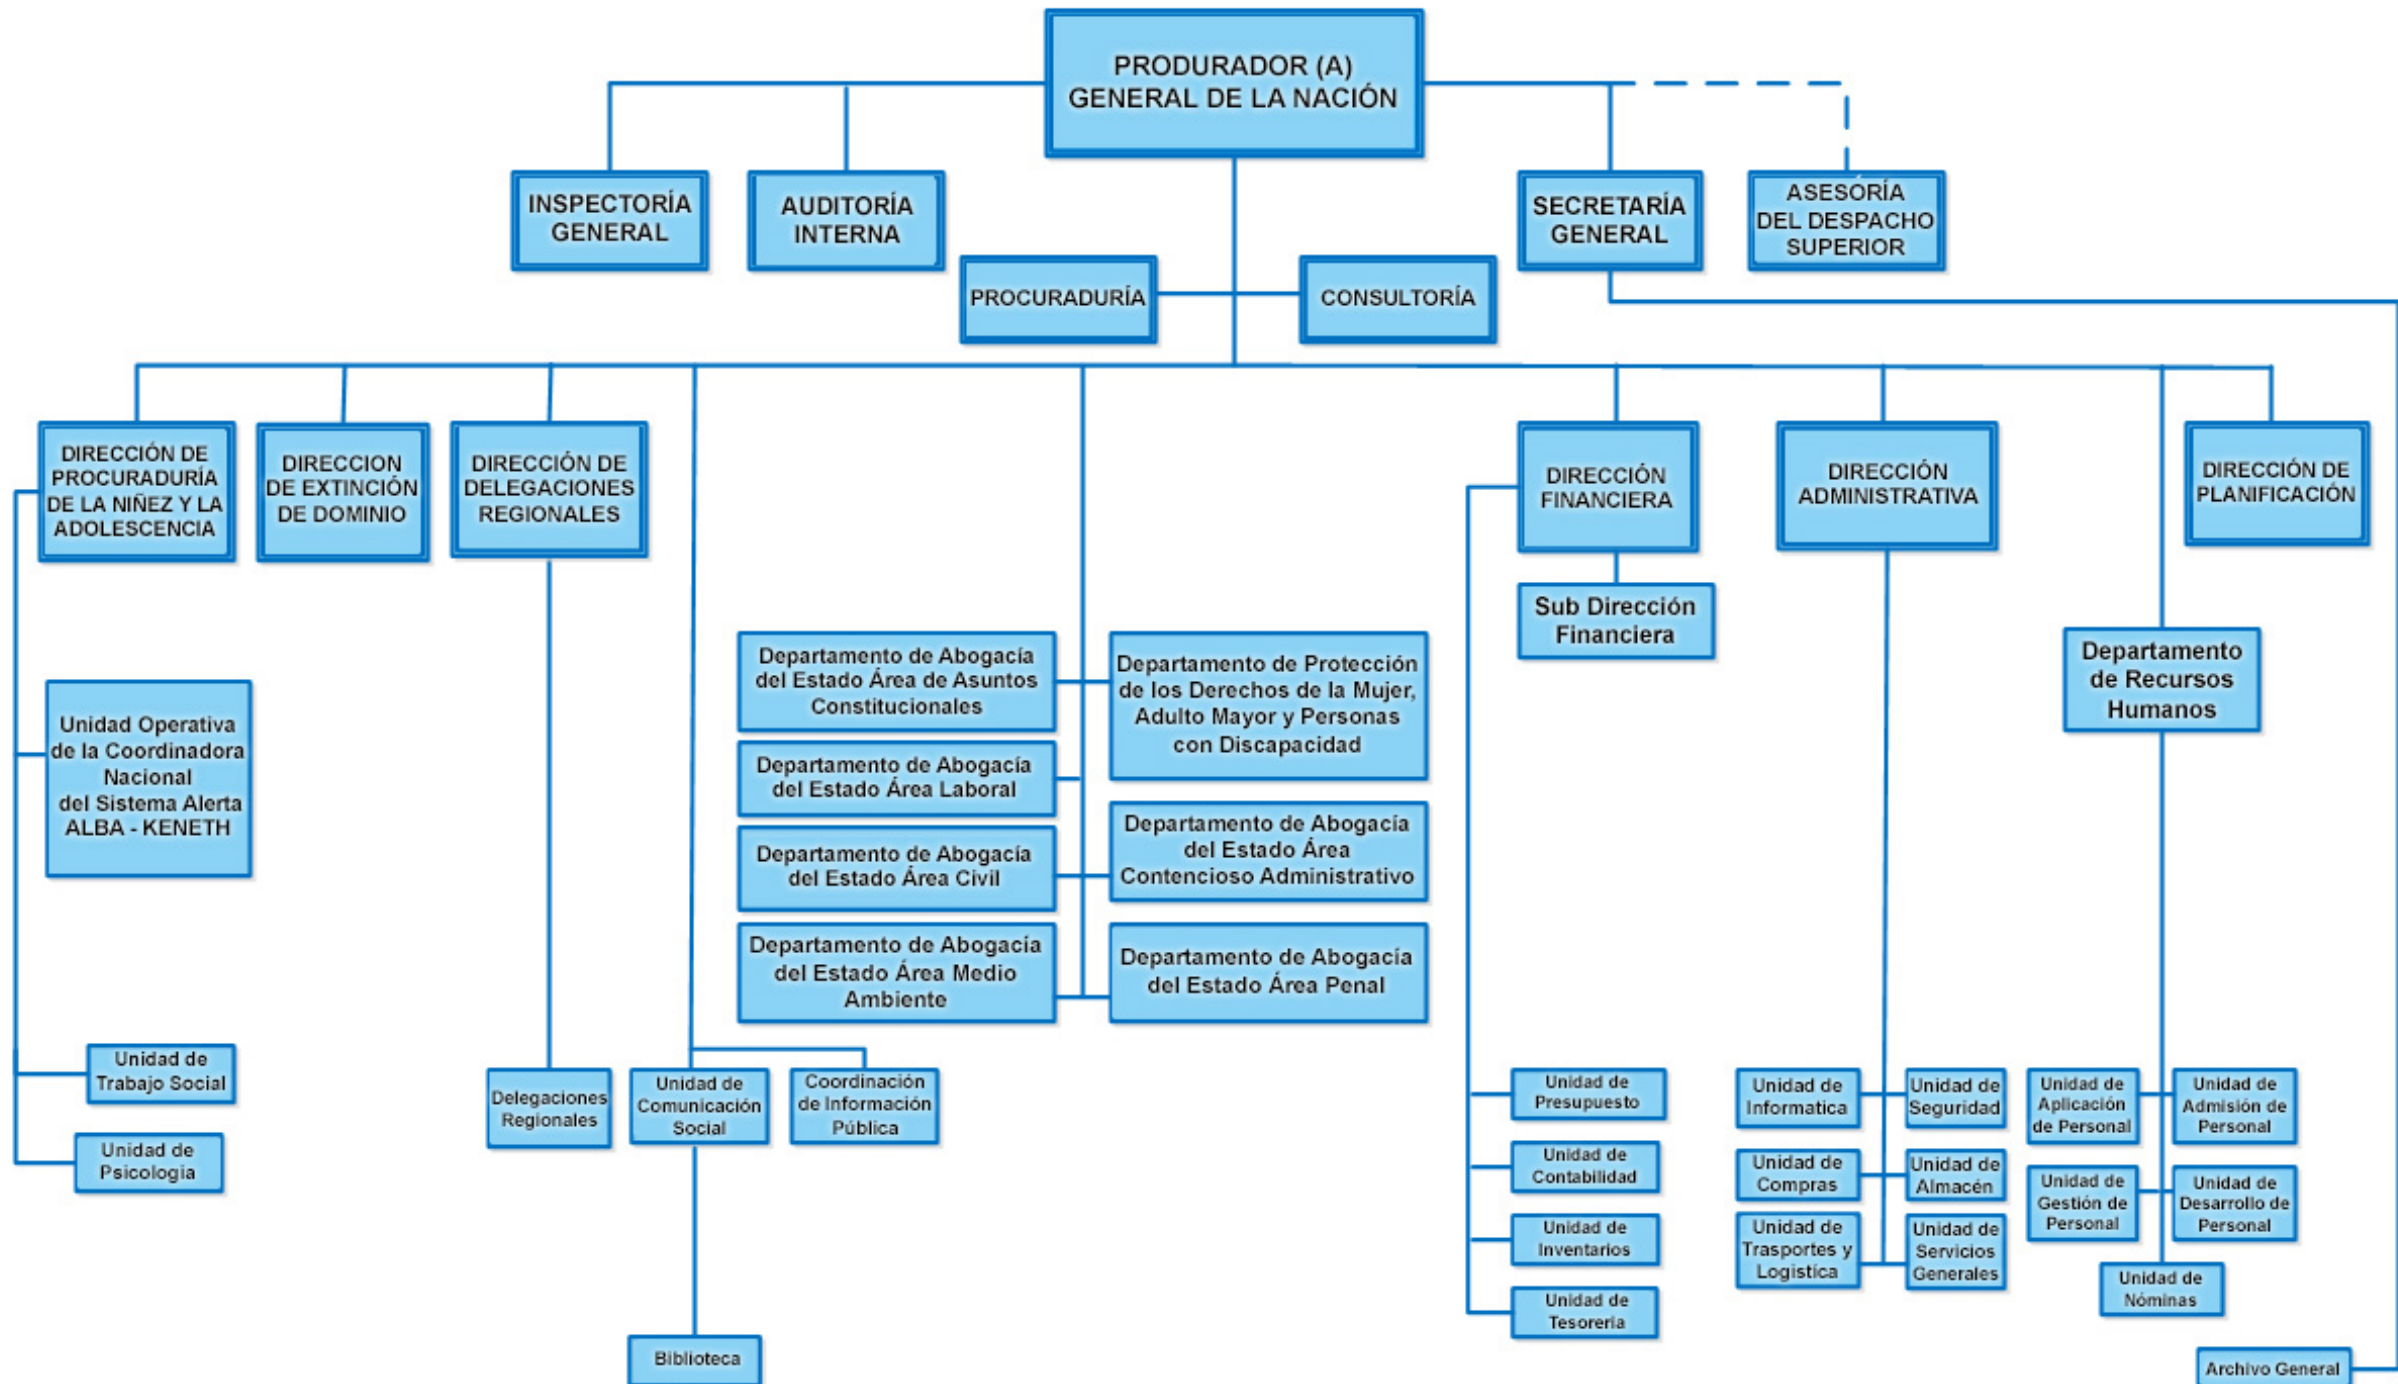 PRODURADOR (A)
GENERAL DE LA NACIÓN
INSPECTORÍA
GENERAL
AUDITORÍA
INTERNA
SECRETARÍA
GENERAL
ASESORÍA
DEL DESPACHO
SUPERIOR
PROCURADURÍA
CONSULTORÍA
DIRECCIÓN DE
PROCURADURÍA
DE LA NIÑEZ Y LA
ADOLESCENCIA
DIRECCION
DE EXTINCIÓN
DE DOMINIO
DIRECCIÓN DE
DELEGACIONES
REGIONALES
DIRECCIÓN
FINANCIERA
DIRECCIÓN
ADMINISTRATIVA
DIRECCIÓN DE
PLANIFICACIÓN
Sub Dirección
Financiera
Departamento de Abogacía
del Estado Área de Asuntos
Constitucionales
Departamento de Protección
de los Derechos de la Mujer,
Adulto Mayor y Personas
con Discapacidad
Departamento
de Recursos
Humanos
Unidad Operativa
de la Coordinadora
Nacional
del Sistema Alerta
ALBA - KENETH
Departamento de Abogacía
del Estado Área Laboral
Departamento de Abogacía
del Estado Área
Contencioso Administrativo
Departamento de Abogacía
del Estado Área Civil
Departamento de Abogacía
del Estado Área Medio
Ambiente
Departamento de Abogacía
del Estado Área Penal
Unidad de
Trabajo Social
Unidad de
Psicología
Delegaciones
Regionales
Unidad de
Comunicación
Social
Coordinación
de Información
Pública
Unidad de
Presupuesto
Unidad de
Contabilidad
Unidad de
Inventarios
Unidad de
Tesorería
Unidad de
Informatica
Unidad de
Seguridad
Unidad de
Compras
Unidad de
Almacén
Unidad de
Trasportes y
Logística
Unidad de
Servicios
Generales
Unidad de
Aplicación
de Personal
Unidad de
Admisión de
Personal
Unidad de
Gestión de
Personal
Unidad de
Desarrollo de
Personal
Unidad de
Nóminas
Biblioteca
Archivo General